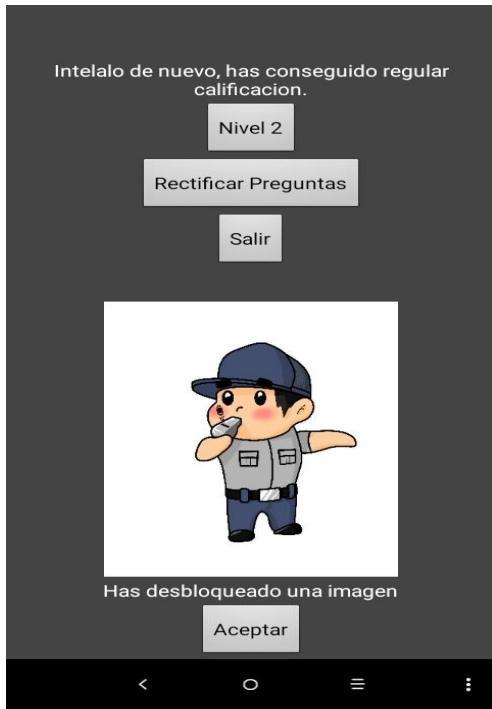 Intelalo de nuevo, has conseguido regular
calificacion.
Nivel 2
Rectificar Preguntas
Salir
Has desbloqueado una imagen
Aceptar